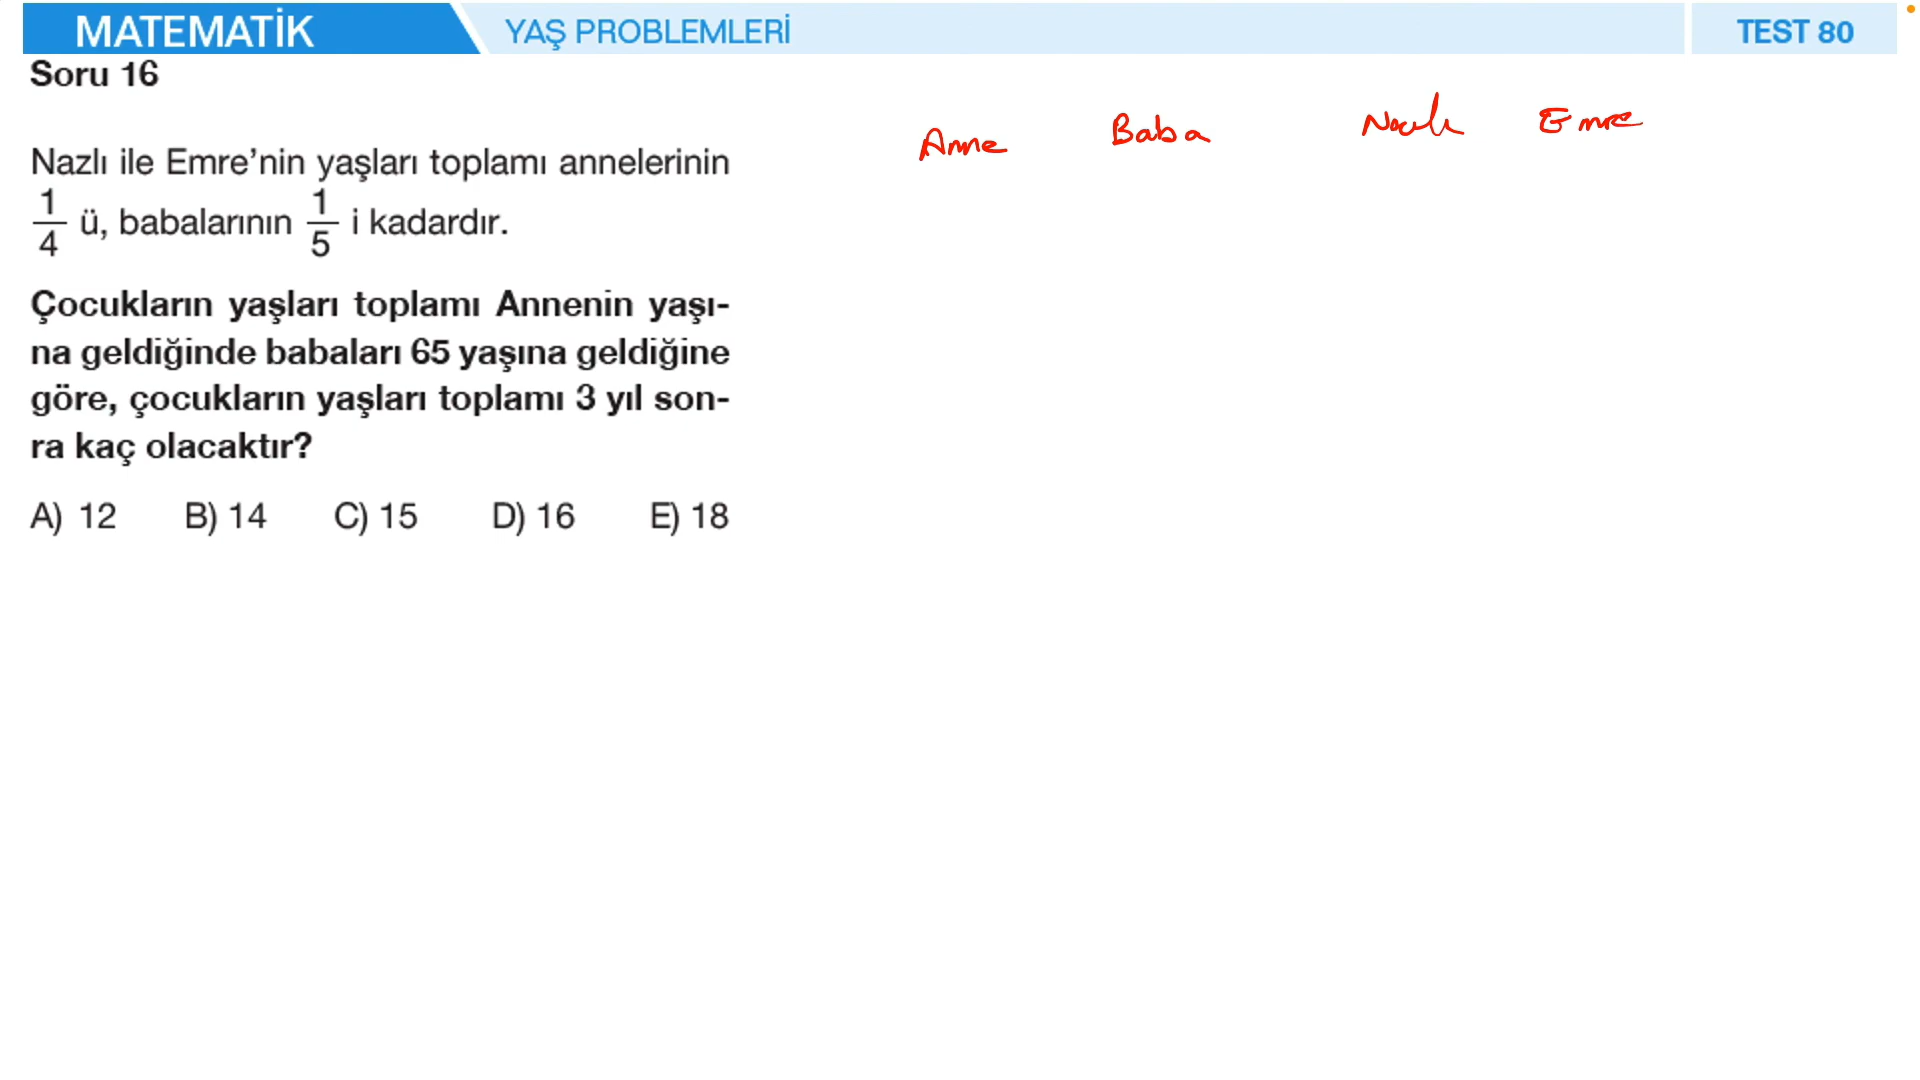 MATEMATİK YAŞ PROBLEMLERİ TEST 80
Soru 16
Anne Baba Nazlı Emre
Nazlı ile Emre'nin yaşları toplamı annelerinin
1/4 ü, babalarının 1/5 i kadardır.
Çocukların yaşları toplamı Annenin yaşı-
na geldiğinde babaları 65 yaşına geldiğine
göre, çocukların yaşları toplamı 3 yıl son-
ra kaç olacaktır?
A) 12 B) 14 C) 15 D) 16 E) 18